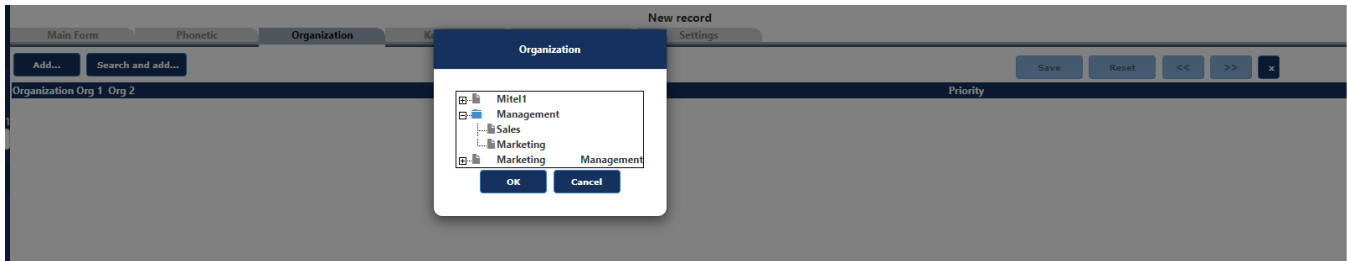 New record
Main Form Phonetic Organization Settings
Organization
Add... Search and add... Save Reset << >> x
Organization Org 1 Org 2 Priority
Mitel1
Management
Sales
Marketing
Marketing Management
OK Cancel